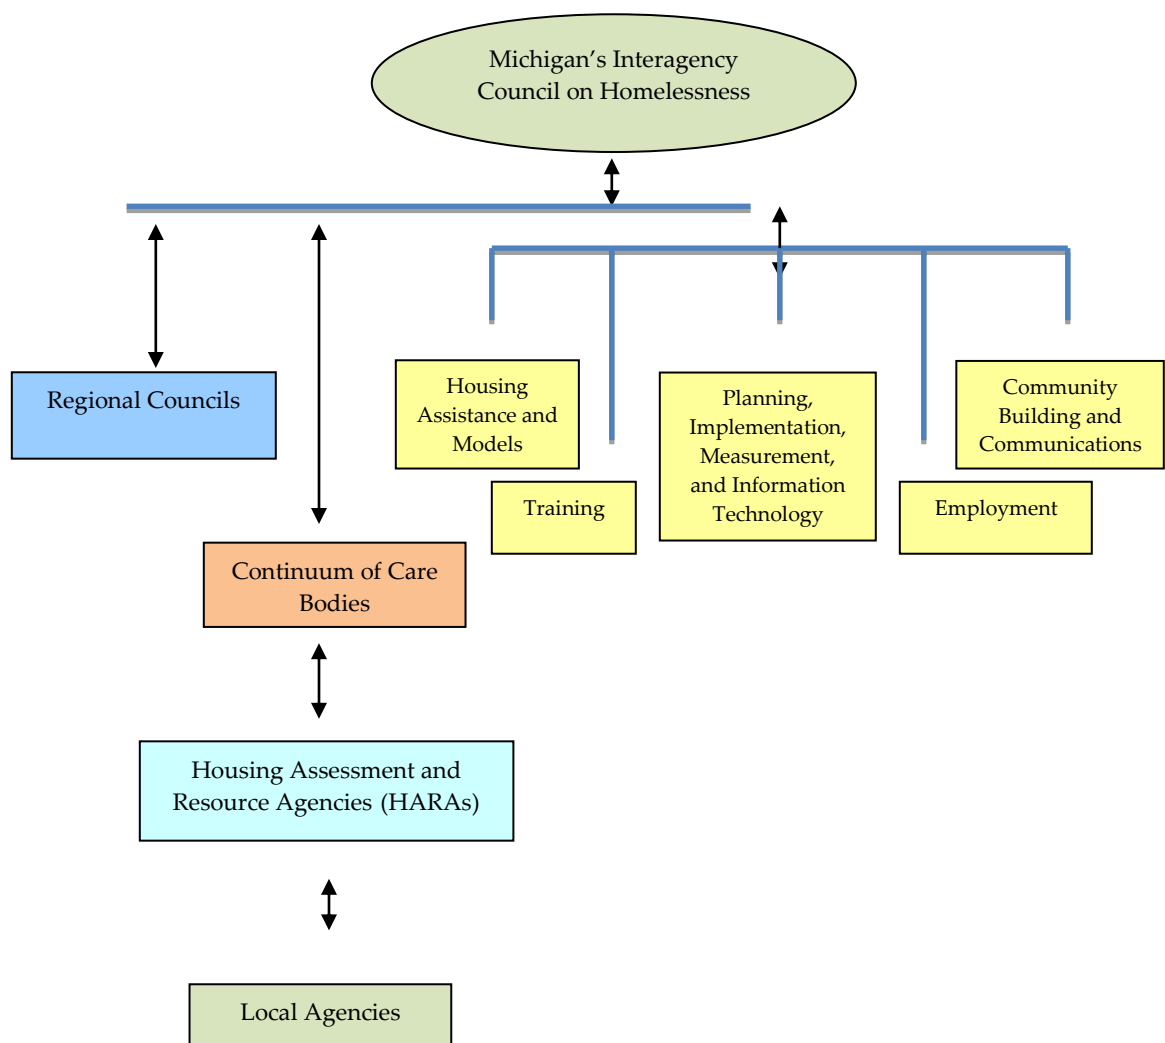 Michigan’s Interagency
Council on Homelessness
Regional Councils
Housing
Assistance and
Models
Planning,
Implementation,
Measurement,
and Information
Technology
Community
Building and
Communications
Training
Employment
Continuum of Care
Bodies
Housing Assessment and
Resource Agencies (HARAs)
Local Agencies